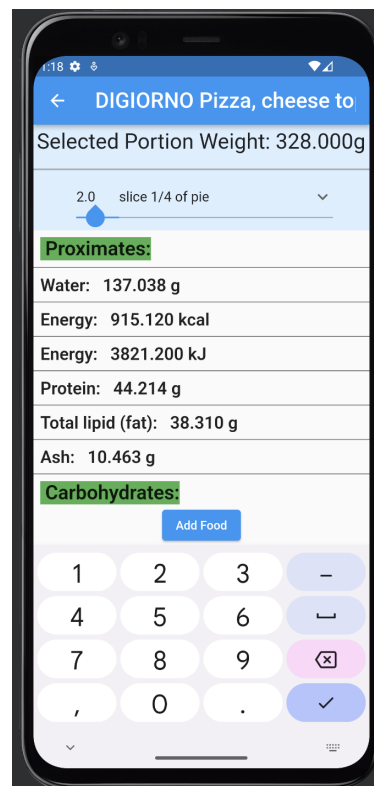 1:18
DIGIORNO Pizza, cheese to
Selected Portion Weight: 328.000g
2.0 slice 1/4 of pie
Proximates:
Water: 137.038 g
Energy: 915.120 kcal
Energy: 3821.200 kJ
Protein: 44.214 g
Total lipid (fat): 38.310 g
Ash: 10.463 g
Carbohydrates:
Add Food
1 2 3 –
4 5 6
7 8 9
, 0 .